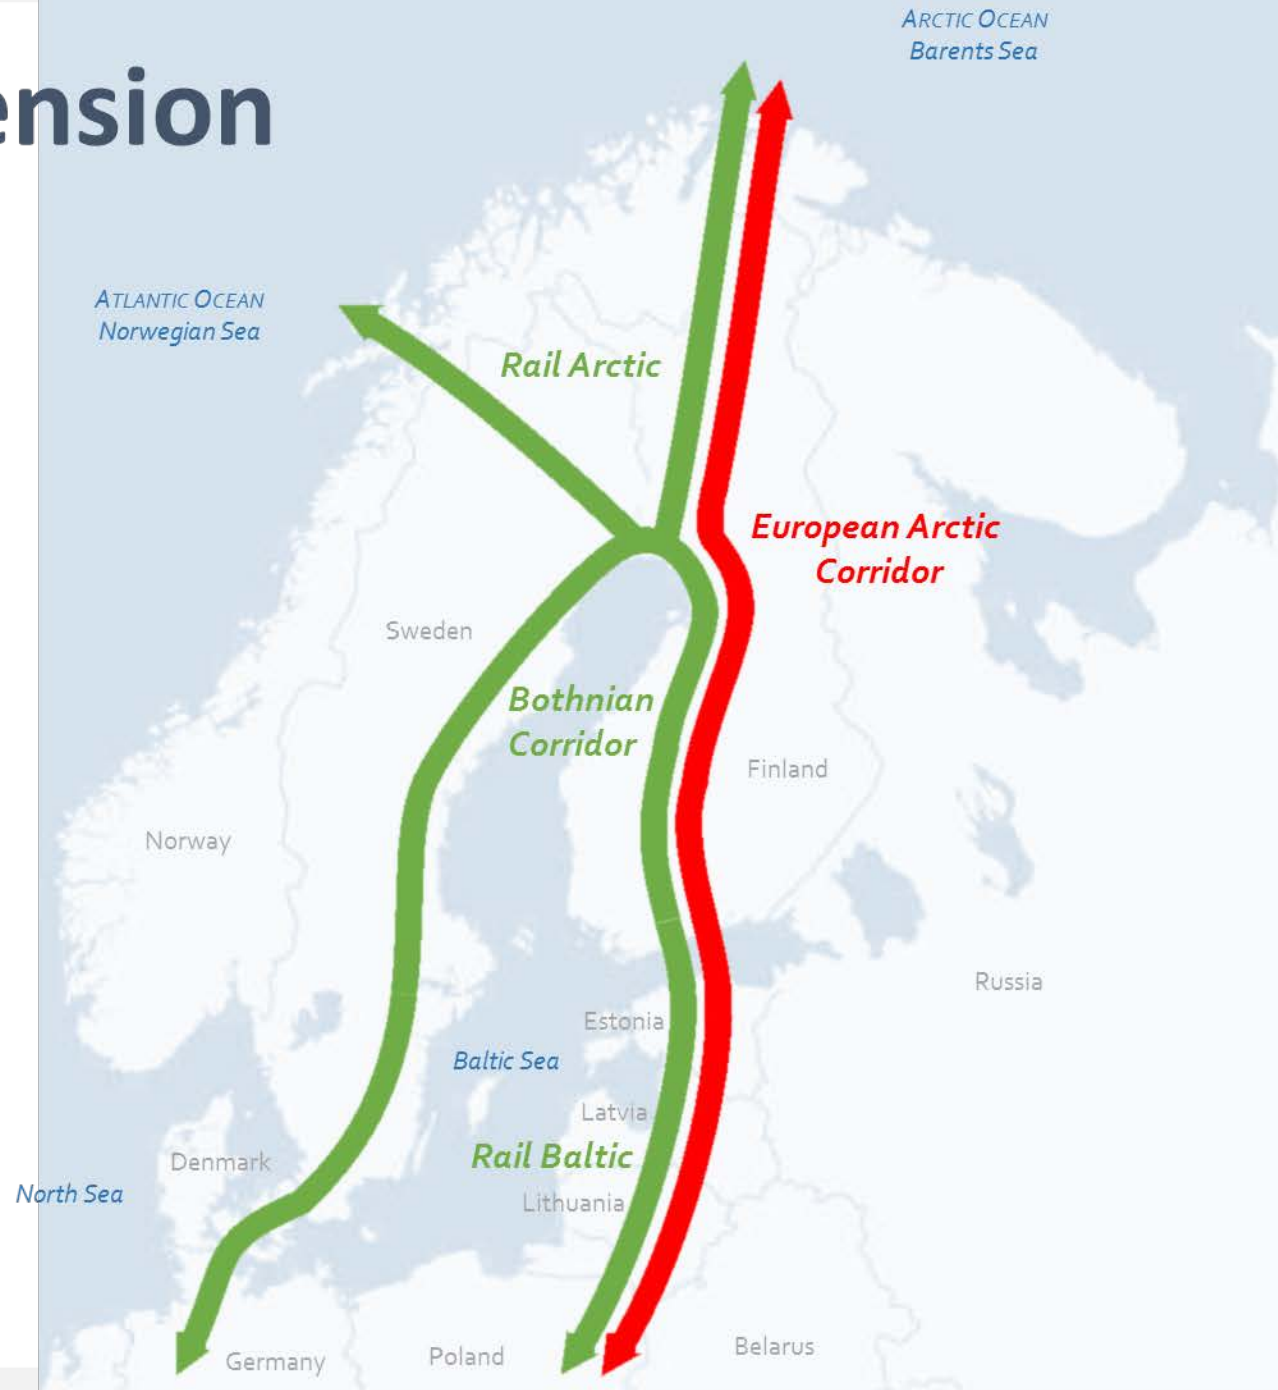 ension
ARCTIC OCEAN
Barents Sea
ATLANTIC OCEAN
Norwegian Sea
Rail Arctic
European Arctic
Corridor
Sweden
Bothnian
Corridor
Finland
Norway
Russia
Estonia
Baltic Sea
Latvia
Rail Baltic
Denmark
North Sea
Lithuania
Belarus
Poland
Germany